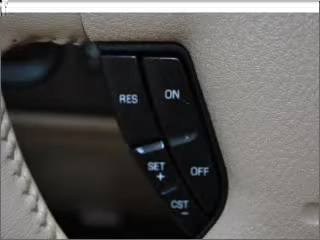 RES ON
SET
+ OFF
CST
-